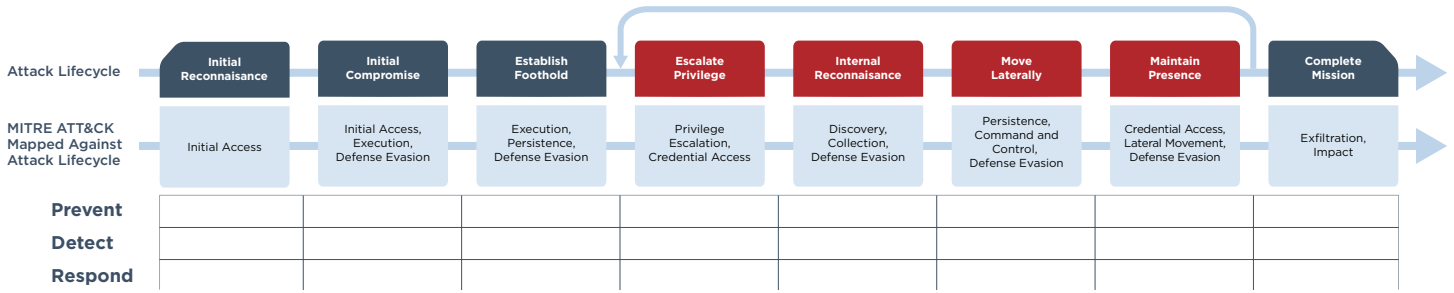 Attack Lifecycle
Initial
Reconnaisance
Initial
Compromise
Establish
Foothold
Escalate
Privilege
Internal
Reconnaisance
Move
Laterally
Maintain
Presence
Complete
Mission
MITRE ATT&CK
Mapped Against
Attack Lifecycle
Initial Access
Initial Access,
Execution,
Defense Evasion
Execution,
Persistence,
Defense Evasion
Privilege
Escalation,
Credential Access
Discovery,
Collection,
Defense Evasion
Persistence,
Command and
Control,
Defense Evasion
Credential Access,
Lateral Movement,
Defense Evasion
Exfiltration,
Impact
Prevent
Detect
Respond